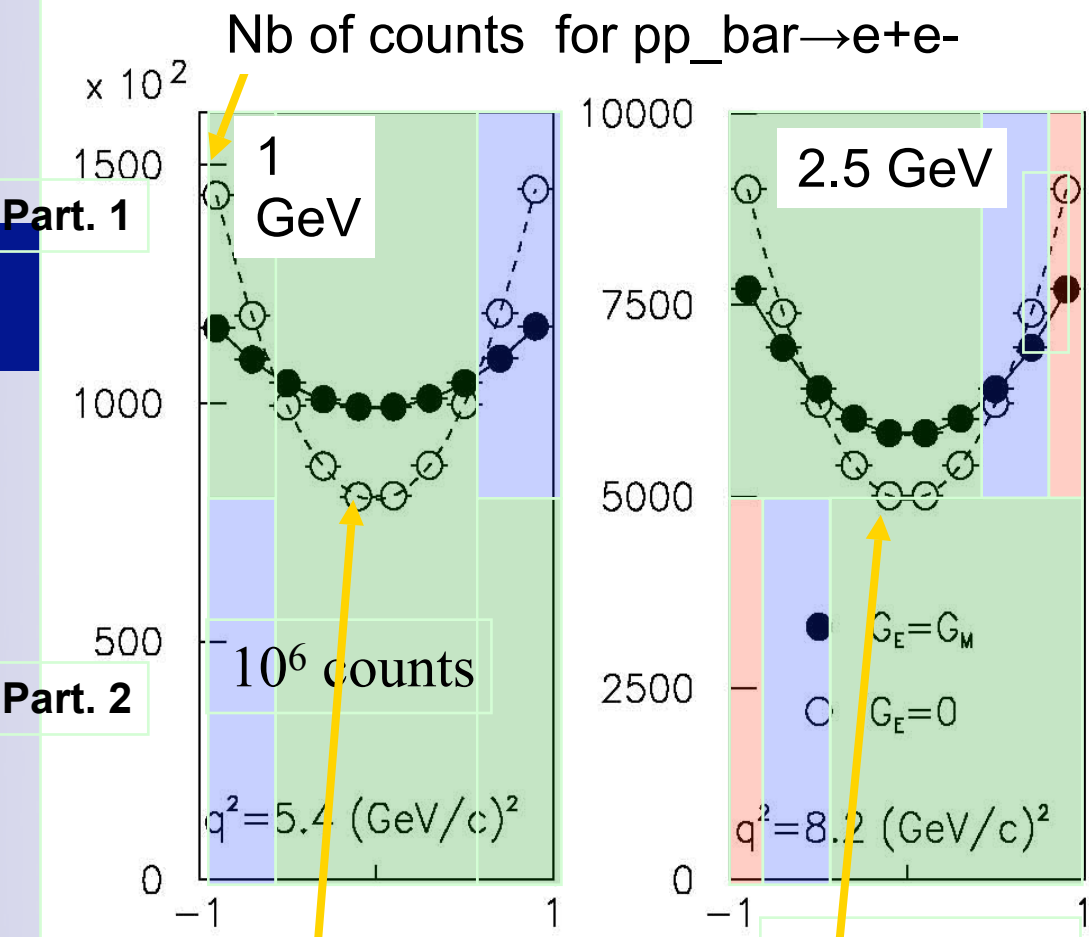 Nb of counts for pp_bar→e+e-
x 10²
1500
1000
500
0
-1
1
1
GeV
10⁶ counts
q²=5.4 (GeV/c)²
Part. 1
Part. 2
10000
7500
5000
2500
0
-1
1
2.5 GeV
G_E=G_M
G_E=0
q²=8.2 (GeV/c)²